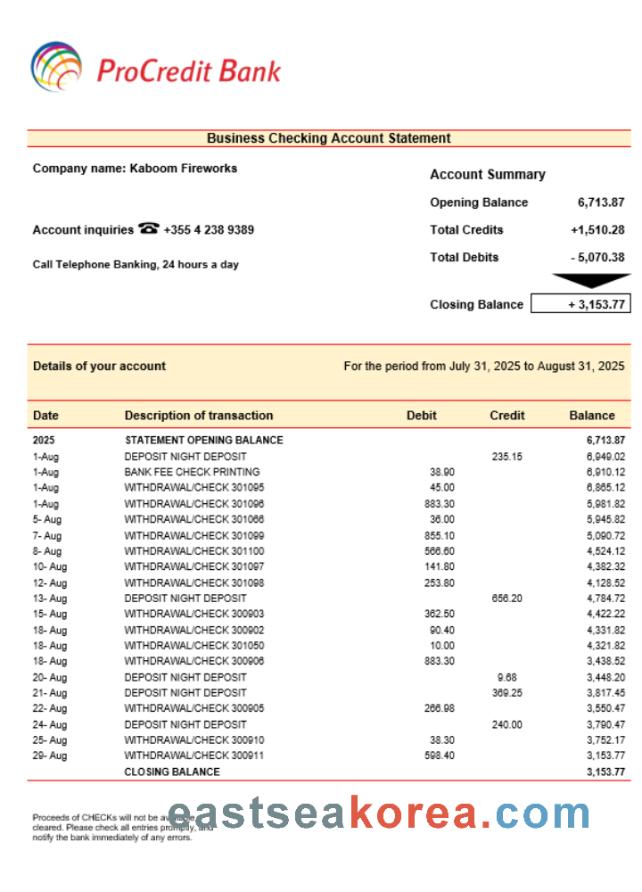 ProCredit Bank
Business Checking Account Statement
Company name: Kaboom Fireworks
Account inquiries ☎ +355 4 238 9389
Call Telephone Banking, 24 hours a day
Account Summary
Opening Balance 6,713.87
Total Credits +1,510.28
Total Debits - 5,070.38
Closing Balance + 3,153.77
Details of your account For the period from July 31, 2025 to August 31, 2025
Date Description of transaction Debit Credit Balance
2025 STATEMENT OPENING BALANCE 6,713.87
1-Aug DEPOSIT NIGHT DEPOSIT 235.15 6,949.02
1-Aug BANK FEE CHECK PRINTING 38.90 6,910.12
1-Aug WITHDRAWAL/CHECK 301095 45.00 6,865.12
1-Aug WITHDRAWAL/CHECK 301096 883.30 5,981.82
5- Aug WITHDRAWAL/CHECK 301066 36.00 5,945.82
7- Aug WITHDRAWAL/CHECK 301099 855.10 5,090.72
8- Aug WITHDRAWAL/CHECK 301100 566.60 4,524.12
10- Aug WITHDRAWAL/CHECK 301097 141.80 4,382.32
12- Aug WITHDRAWAL/CHECK 301098 253.80 4,128.52
13- Aug DEPOSIT NIGHT DEPOSIT 656.20 4,784.72
15- Aug WITHDRAWAL/CHECK 300903 362.50 4,422.22
18- Aug WITHDRAWAL/CHECK 300902 90.40 4,331.82
18- Aug WITHDRAWAL/CHECK 301050 10.00 4,321.82
18- Aug WITHDRAWAL/CHECK 300906 883.30 3,438.52
20- Aug DEPOSIT NIGHT DEPOSIT 9.68 3,448.20
21- Aug DEPOSIT NIGHT DEPOSIT 369.25 3,817.45
22- Aug WITHDRAWAL/CHECK 300905 266.98 3,550.47
24- Aug DEPOSIT NIGHT DEPOSIT 240.00 3,790.47
25- Aug WITHDRAWAL/CHECK 300910 38.30 3,752.17
29- Aug WITHDRAWAL/CHECK 300911 598.40 3,153.77
CLOSING BALANCE 3,153.77
Proceeds of CHECKs will not be
cleared. Please check all entries and
notify the bank immediately of any errors.
eastseakorea.com